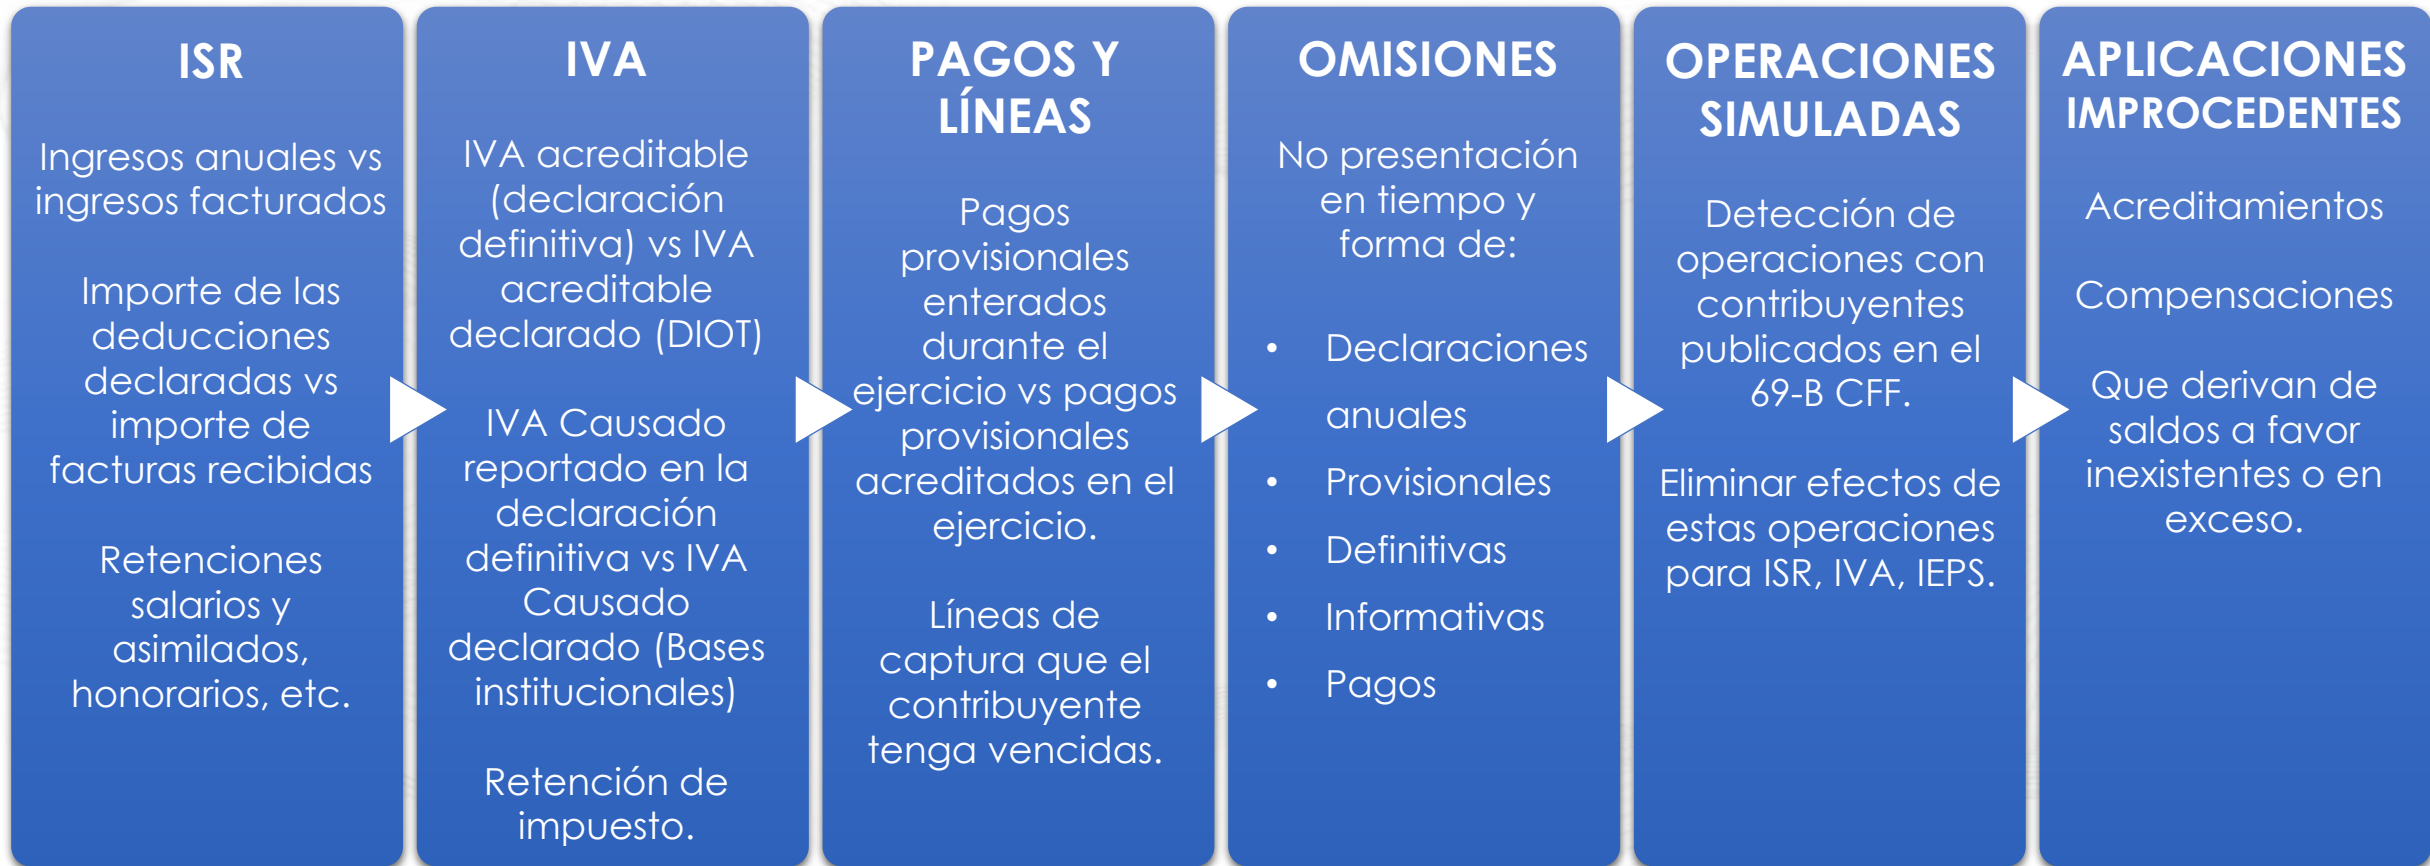 ISR
Ingresos anuales vs
ingresos facturados
Importe de las
deducciones
declaradas vs
importe de
facturas recibidas
Retenciones
salarios y
asimilados,
honorarios, etc.
IVA
IVA acreditable
(declaración
definitiva) vs IVA
acreditable
declarado (DIOT)
IVA Causado
reportado en la
declaración
definitiva vs IVA
Causado
declarado (Bases
institucionales)
Retención de
impuesto.
PAGOS Y
LÍNEAS
Pagos
provisionales
enterados
durante el
ejercicio vs pagos
provisionales
acreditados en el
ejercicio.
Líneas de
captura que el
contribuyente
tenga vencidas.
OMISIONES
No presentación
en tiempo y
forma de:
• Declaraciones
anuales
• Provisionales
• Definitivas
• Informativas
• Pagos
OPERACIONES
SIMULADAS
Detección de
operaciones con
contribuyentes
publicados en el
69-B CFF.
Eliminar efectos de
estas operaciones
para ISR, IVA, IEPS.
APLICACIONES
IMPROCEDENTES
Acreditamientos
Compensaciones
Que derivan de
saldos a favor
inexistentes o en
exceso.